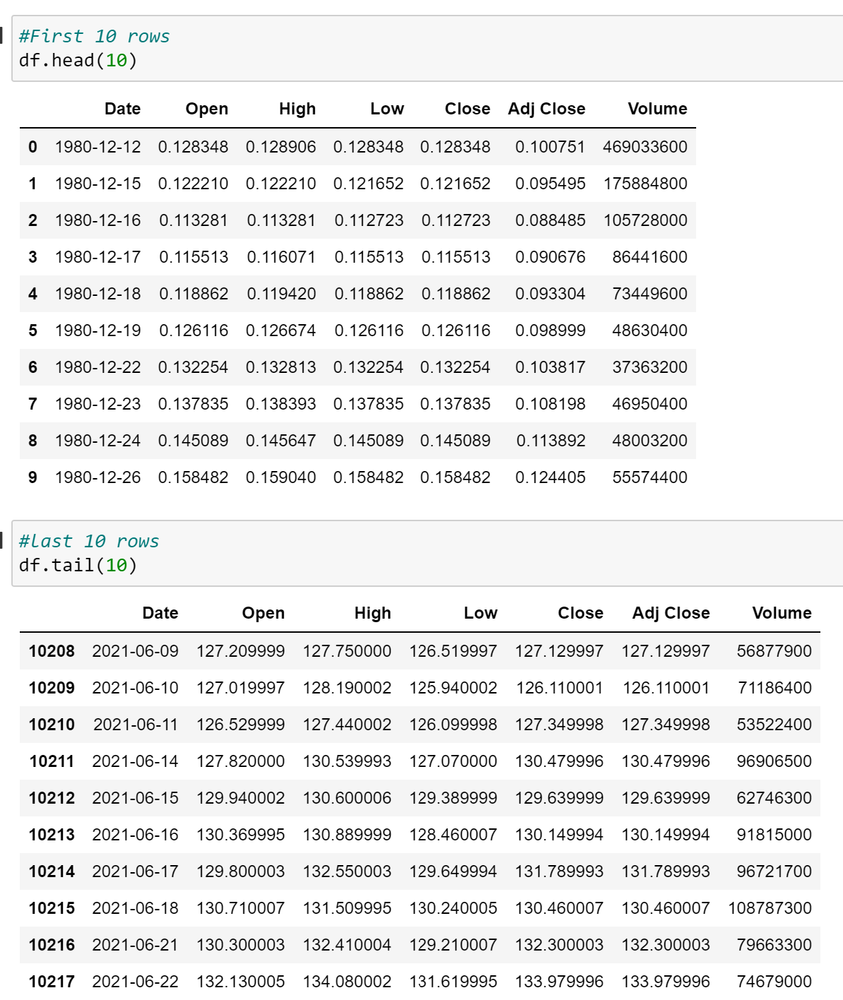 #First 10 rows
df.head(10)
Date Open High Low Close Adj Close Volume
0 1980-12-12 0.128348 0.128906 0.128348 0.128348 0.100751 469033600
1 1980-12-15 0.122210 0.122210 0.121652 0.121652 0.095495 175884800
2 1980-12-16 0.113281 0.113281 0.112723 0.112723 0.088485 105728000
3 1980-12-17 0.115513 0.116071 0.115513 0.115513 0.090676 86441600
4 1980-12-18 0.118862 0.119420 0.118862 0.118862 0.093304 73449600
5 1980-12-19 0.126116 0.126674 0.126116 0.126116 0.098999 48630400
6 1980-12-22 0.132254 0.132813 0.132254 0.132254 0.103817 37363200
7 1980-12-23 0.137835 0.138393 0.137835 0.137835 0.108198 46950400
8 1980-12-24 0.145089 0.145647 0.145089 0.145089 0.113892 48003200
9 1980-12-26 0.158482 0.159040 0.158482 0.158482 0.124405 55574400
#last 10 rows
df.tail(10)
Date Open High Low Close Adj Close Volume
10208 2021-06-09 127.209999 127.750000 126.519997 127.129997 127.129997 56877900
10209 2021-06-10 127.019997 128.190002 125.940002 126.110001 126.110001 71186400
10210 2021-06-11 126.529999 127.440002 126.099998 127.349998 127.349998 53522400
10211 2021-06-14 127.820000 130.539993 127.070000 130.479996 130.479996 96906500
10212 2021-06-15 129.940002 130.600006 129.389999 129.639999 129.639999 62746300
10213 2021-06-16 130.369995 130.889999 128.460007 130.149994 130.149994 91815000
10214 2021-06-17 129.800003 132.550003 129.649994 131.789993 131.789993 96721700
10215 2021-06-18 130.710007 131.509995 130.240005 130.460007 130.460007 108787300
10216 2021-06-21 130.300003 132.410004 129.210007 132.300003 132.300003 79663300
10217 2021-06-22 132.130005 134.080002 131.619995 133.979996 133.979996 74679000